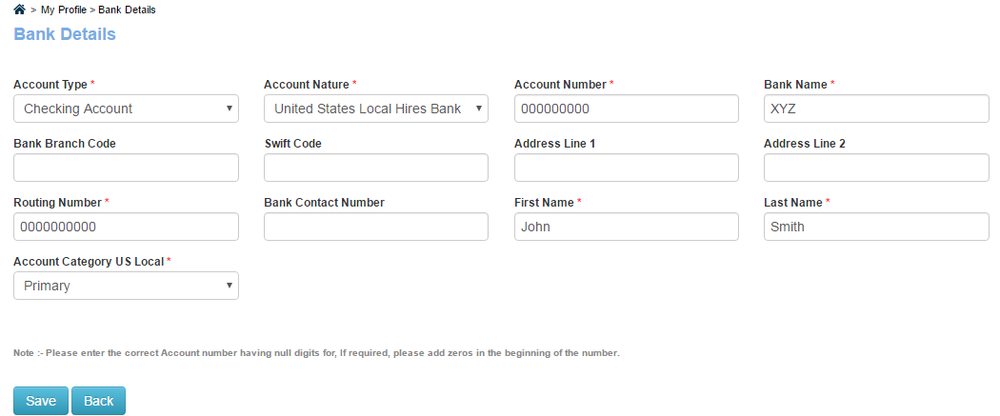 > My Profile > Bank Details
Bank Details
Account Type * Account Nature * Account Number * Bank Name *
Checking Account United States Local Hires Bank 000000000 XYZ
Bank Branch Code Swift Code Address Line 1 Address Line 2
Routing Number * Bank Contact Number First Name * Last Name *
0000000000 John Smith
Account Category US Local *
Primary
Note :- Please enter the correct Account number having null digits for, If required, please add zeros in the beginning of the number.
Save Back